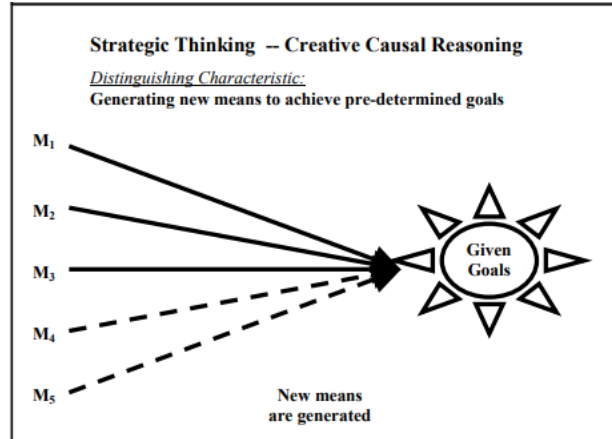 Strategic Thinking -- Creative Causal Reasoning
Distinguishing Characteristic:
Generating new means to achieve pre-determined goals
M₁
M₂
M₃
M₄
M₅
Given
Goals
New means
are generated